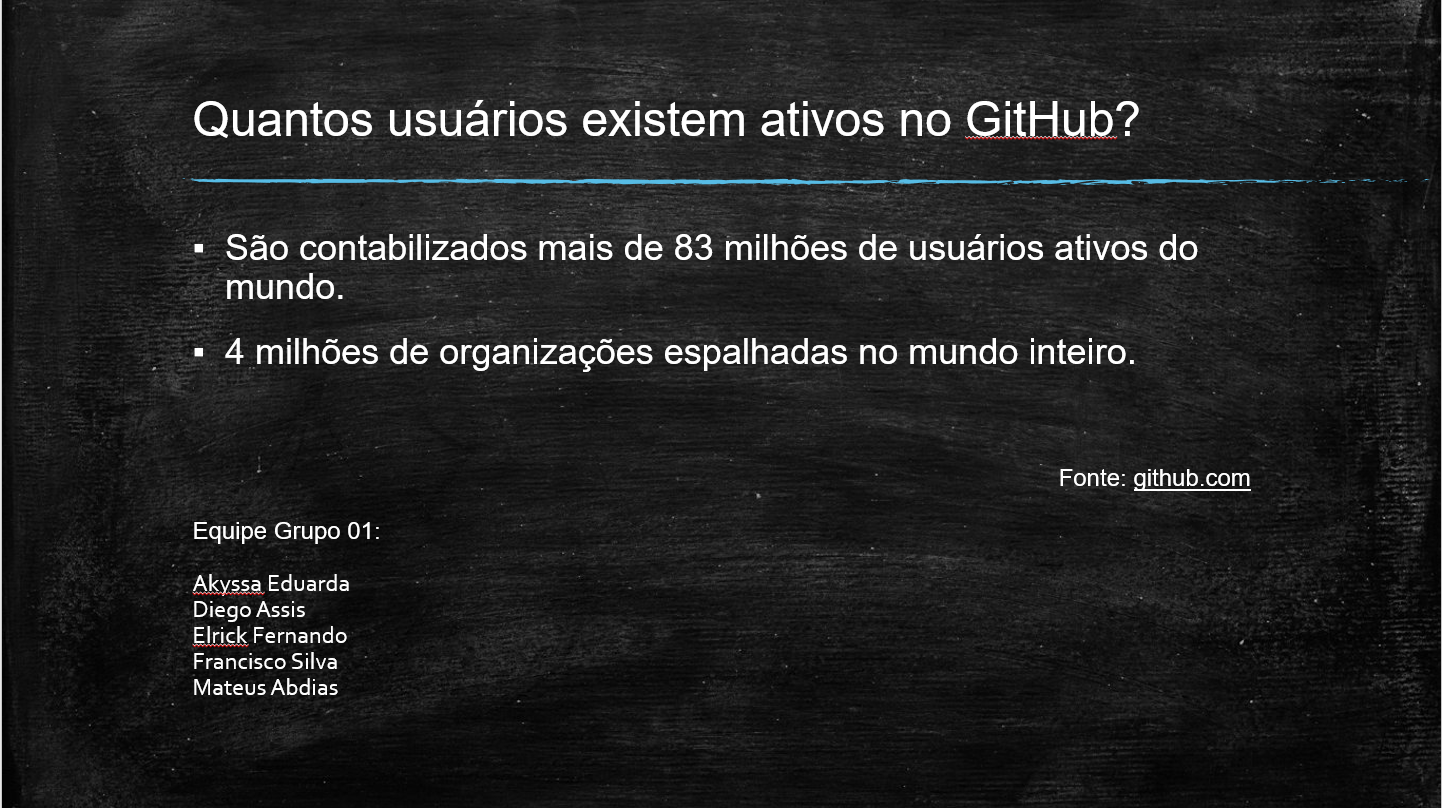 Quantos usuários existem ativos no GitHub?
▪ São contabilizados mais de 83 milhões de usuários ativos do
mundo.
▪ 4 milhões de organizações espalhadas no mundo inteiro.
Fonte: github.com
Equipe Grupo 01:
Akyssa Eduarda
Diego Assis
Elrick Fernando
Francisco Silva
Mateus Abdias